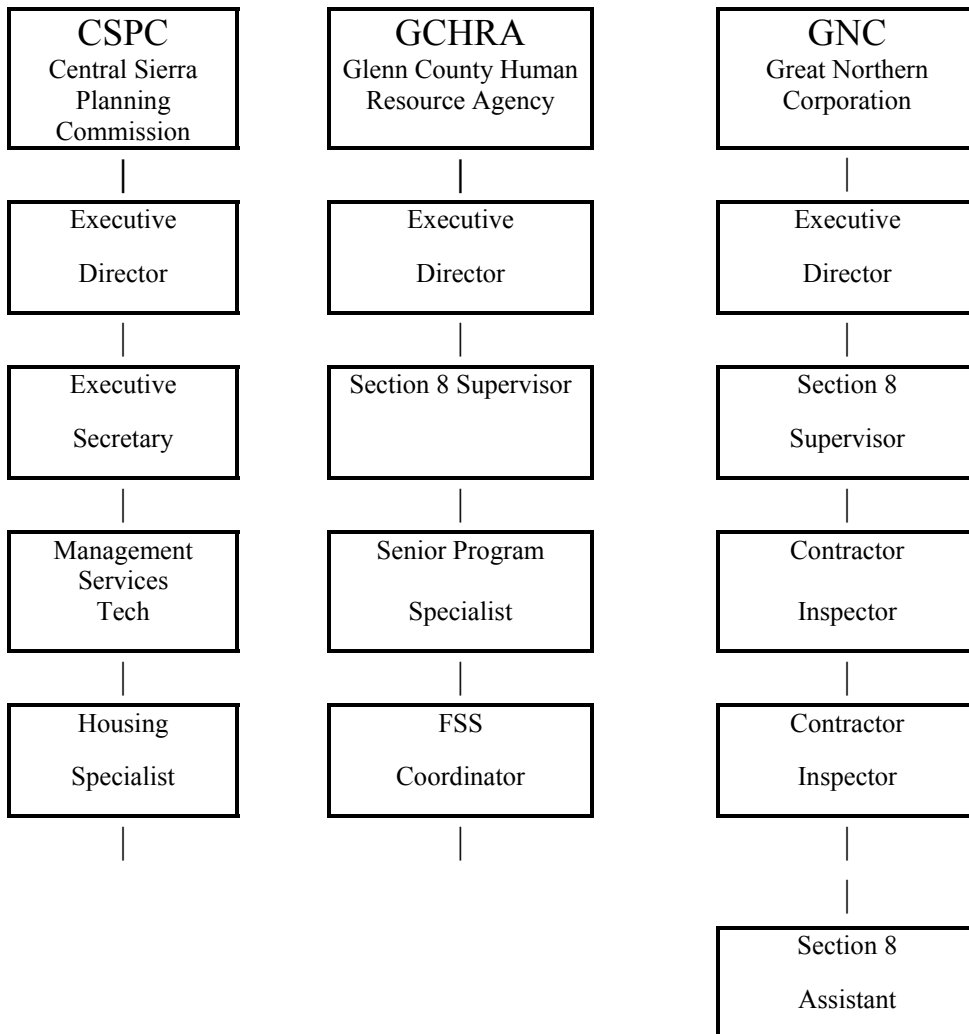 CSPC
Central Sierra
Planning
Commission
Executive
Director
Executive
Secretary
Management
Services
Tech
Housing
Specialist
GCHRA
Glenn County Human
Resource Agency
Executive
Director
Section 8 Supervisor
Senior Program
Specialist
FSS
Coordinator
GNC
Great Northern
Corporation
Executive
Director
Section 8
Supervisor
Contractor
Inspector
Contractor
Inspector
Section 8
Assistant